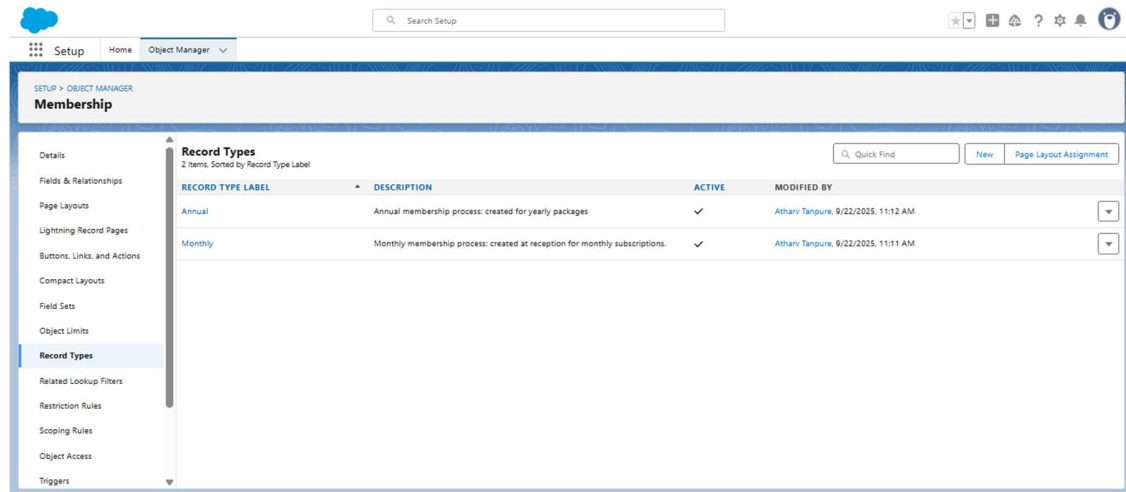 Search Setup
Setup
Home
Object Manager
SETUP > OBJECT MANAGER
Membership
Details
Fields & Relationships
Page Layouts
Lightning Record Pages
Buttons, Links, and Actions
Compact Layouts
Field Sets
Object Limits
Record Types
Related Lookup Filters
Restriction Rules
Scoping Rules
Object Access
Triggers
Record Types
2 Items, Sorted by Record Type Label
Quick Find
New
Page Layout Assignment
RECORD TYPE LABEL DESCRIPTION ACTIVE MODIFIED BY
Annual Annual membership process: created for yearly packages Atharv Tanpure, 9/22/2025, 11:12 AM
Monthly Monthly membership process: created at reception for monthly subscriptions. Atharv Tanpure, 9/22/2025, 11:11 AM